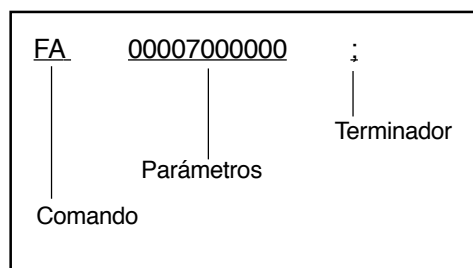 FA 00007000000 ;
Terminador
Parámetros
Comando